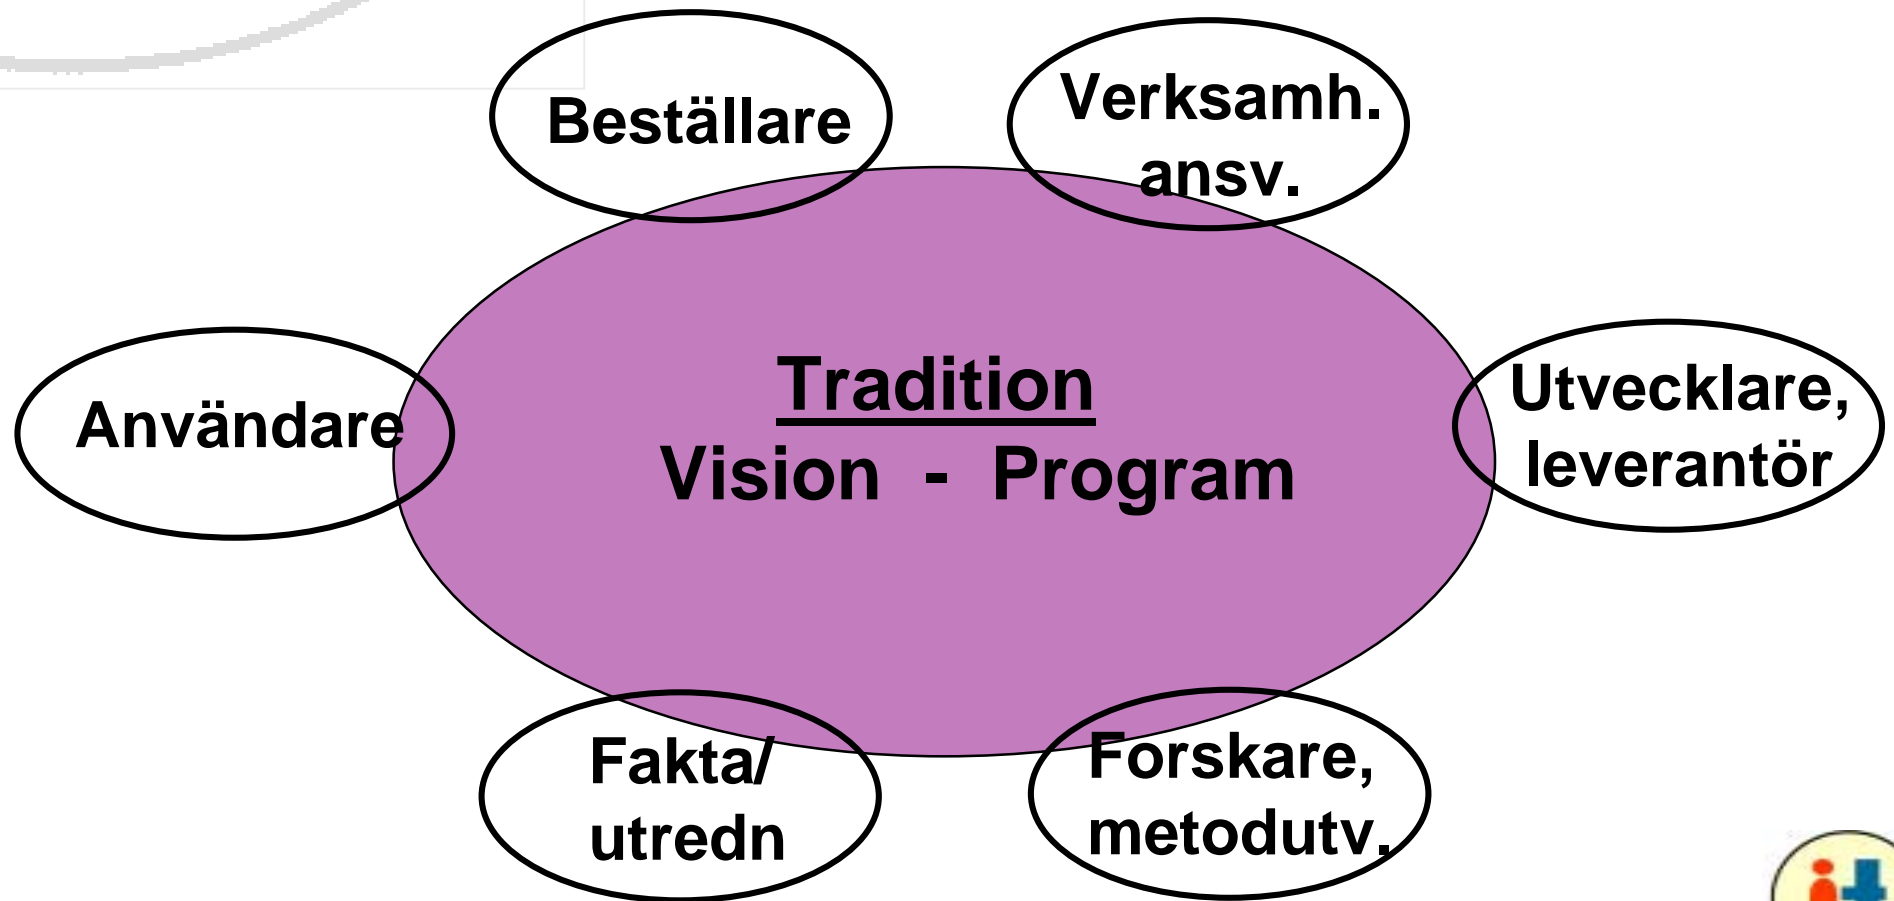 Beställare
Verksamh.
ansv.
Användare
Tradition
Vision - Program
Utvecklare,
leverantör
Fakta/
utredn
Forskare,
metodutv.